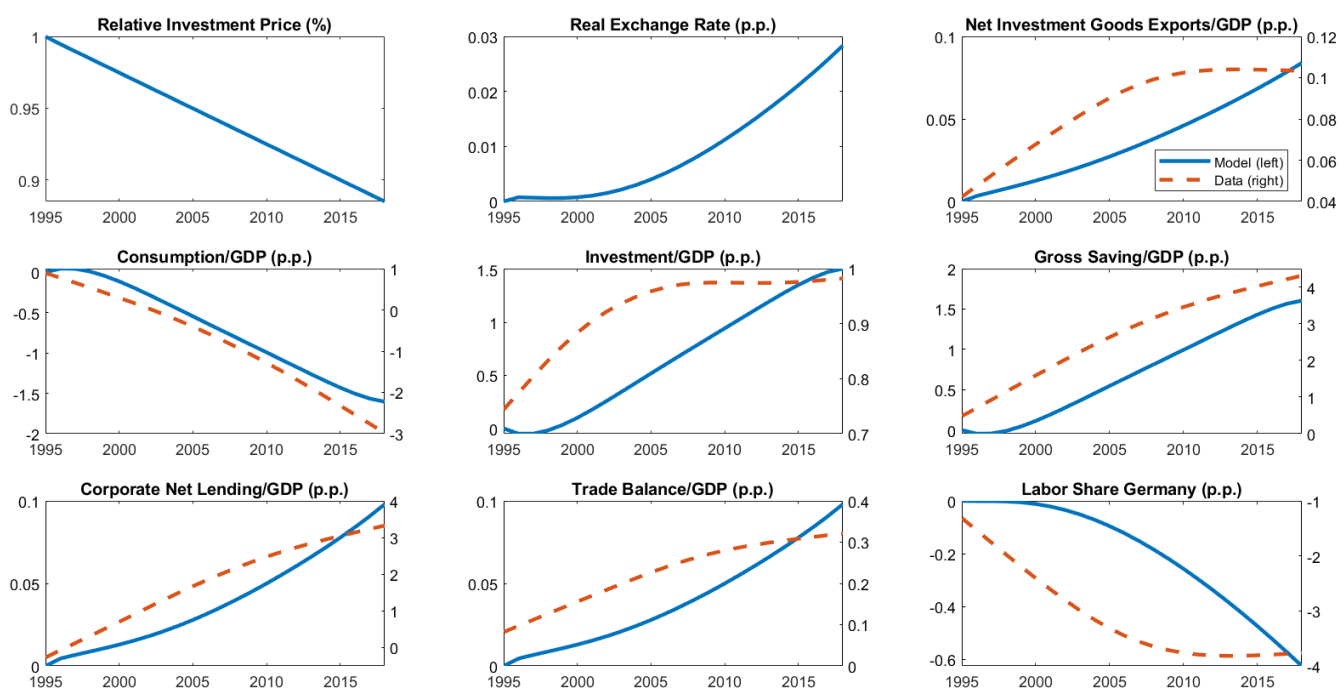 Relative Investment Price (%)
1
0.95
0.9
1995 2000 2005 2010 2015
Real Exchange Rate (p.p.)
0.03
0.02
0.01
0
1995 2000 2005 2010 2015
Net Investment Goods Exports/GDP (p.p.)
0.1 0.12
0.1
0.05 0.08
Model (left)
0.06
Data (right)
0 0.04
1995 2000 2005 2010 2015
Consumption/GDP (p.p.)
0 1
0
-0.5
-1 -1
-1.5 -2
-2 -3
1995 2000 2005 2010 2015
Investment/GDP (p.p.)
1.5 1
1 0.9
0.5 0.8
0 0.7
1995 2000 2005 2010 2015
Gross Saving/GDP (p.p.)
2
4
1.5
3
1
2
0.5
1
0 0
1995 2000 2005 2010 2015
Corporate Net Lending/GDP (p.p.)
0.1 4
3
0.05 2
1
0 0
1995 2000 2005 2010 2015
Trade Balance/GDP (p.p.)
0.1 0.4
0.3
0.05 0.2
0.1
0 0
1995 2000 2005 2010 2015
Labor Share Germany (p.p.)
0 -1
-0.2 -2
-0.4 -3
-0.6 -4
1995 2000 2005 2010 2015